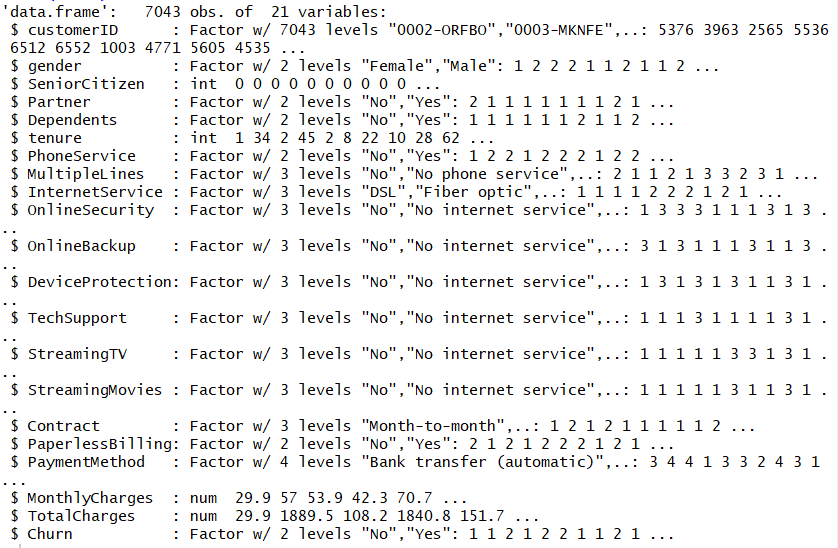 'data.frame':   7043 obs. of  21 variables:
 $ customerID      : Factor w/ 7043 levels "0002-ORFBO","0003-MKNFE",..: 5376 3963 2565 5536
6512 6552 1003 4771 5605 4535 ...
 $ gender          : Factor w/ 2 levels "Female","Male": 1 2 2 2 1 1 2 1 1 2 ...
 $ SeniorCitizen   : int  0 0 0 0 0 0 0 0 0 0 ...
 $ Partner         : Factor w/ 2 levels "No","Yes": 2 1 1 1 1 1 1 1 2 1 ...
 $ Dependents      : Factor w/ 2 levels "No","Yes": 1 1 1 1 1 1 2 1 1 2 ...
 $ tenure          : int  1 34 2 45 2 8 22 10 28 62 ...
 $ PhoneService    : Factor w/ 2 levels "No","Yes": 1 2 2 1 2 2 2 1 2 2 ...
 $ MultipleLines   : Factor w/ 3 levels "No","No phone service",..: 2 1 1 2 1 3 3 2 3 1 ...
 $ InternetService : Factor w/ 3 levels "DSL","Fiber optic",..: 1 1 1 1 2 2 2 1 2 1 ...
 $ OnlineSecurity  : Factor w/ 3 levels "No","No internet service",..: 1 3 3 3 1 1 1 3 1 3 .
..
 $ OnlineBackup    : Factor w/ 3 levels "No","No internet service",..: 3 1 3 1 1 1 3 1 1 3 .
..
 $ DeviceProtection: Factor w/ 3 levels "No","No internet service",..: 1 3 1 3 1 3 1 1 3 1 .
..
 $ TechSupport     : Factor w/ 3 levels "No","No internet service",..: 1 1 1 3 1 1 1 1 3 1 .
..
 $ StreamingTV     : Factor w/ 3 levels "No","No internet service",..: 1 1 1 1 1 3 3 1 3 1 .
..
 $ StreamingMovies : Factor w/ 3 levels "No","No internet service",..: 1 1 1 1 1 3 1 1 3 1 .
..
 $ Contract        : Factor w/ 3 levels "Month-to-month",..: 1 2 1 2 1 1 1 1 1 2 ...
 $ PaperlessBilling: Factor w/ 2 levels "No","Yes": 2 1 2 1 2 2 2 1 2 1 ...
 $ PaymentMethod   : Factor w/ 4 levels "Bank transfer (automatic)",..: 3 4 4 1 3 3 2 4 3 1
...
 $ MonthlyCharges  : num  29.9 57 53.9 42.3 70.7 ...
 $ TotalCharges    : num  29.9 1889.5 108.2 1840.8 151.7 ...
 $ Churn           : Factor w/ 2 levels "No","Yes": 1 1 2 1 2 2 1 1 2 1 ...